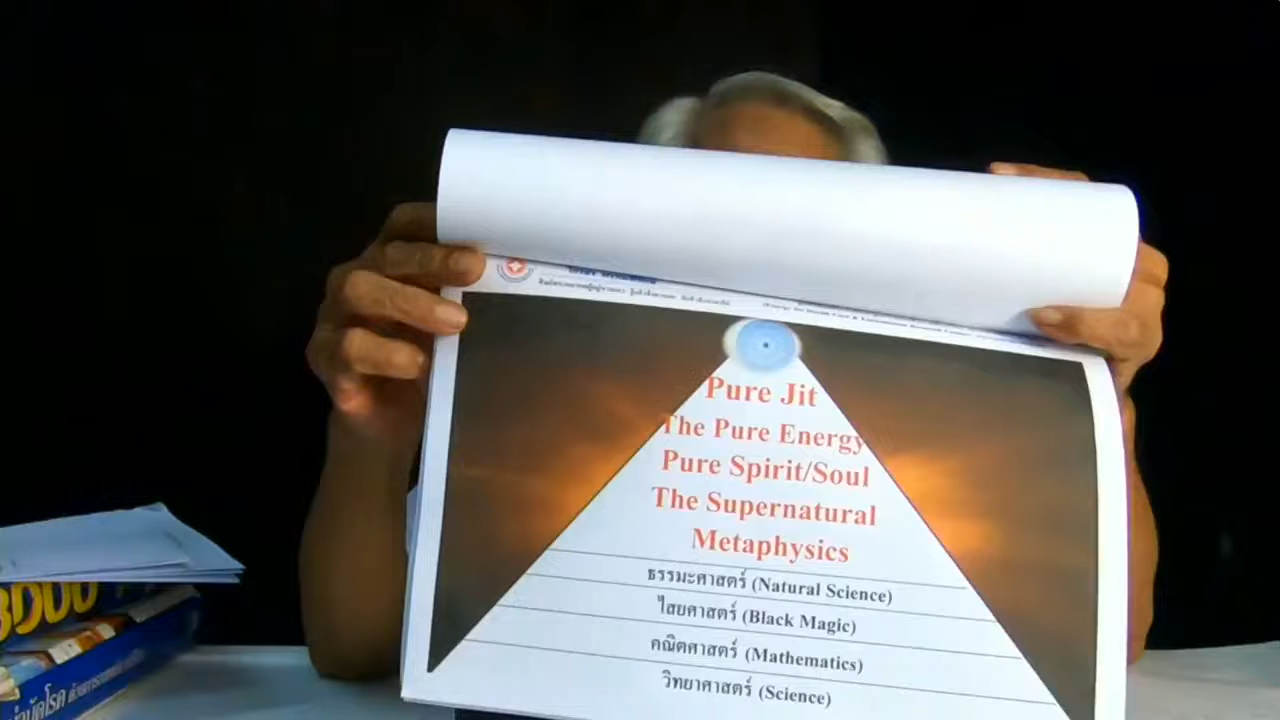 Pure Jit
The Pure Energy
Pure Spirit/Soul
The Supernatural
Metaphysics
ธรรมะศาสตร์ (Natural Science)
ไสยศาสตร์ (Black Magic)
คณิตศาสตร์ (Mathematics)
วิทยาศาสตร์ (Science)